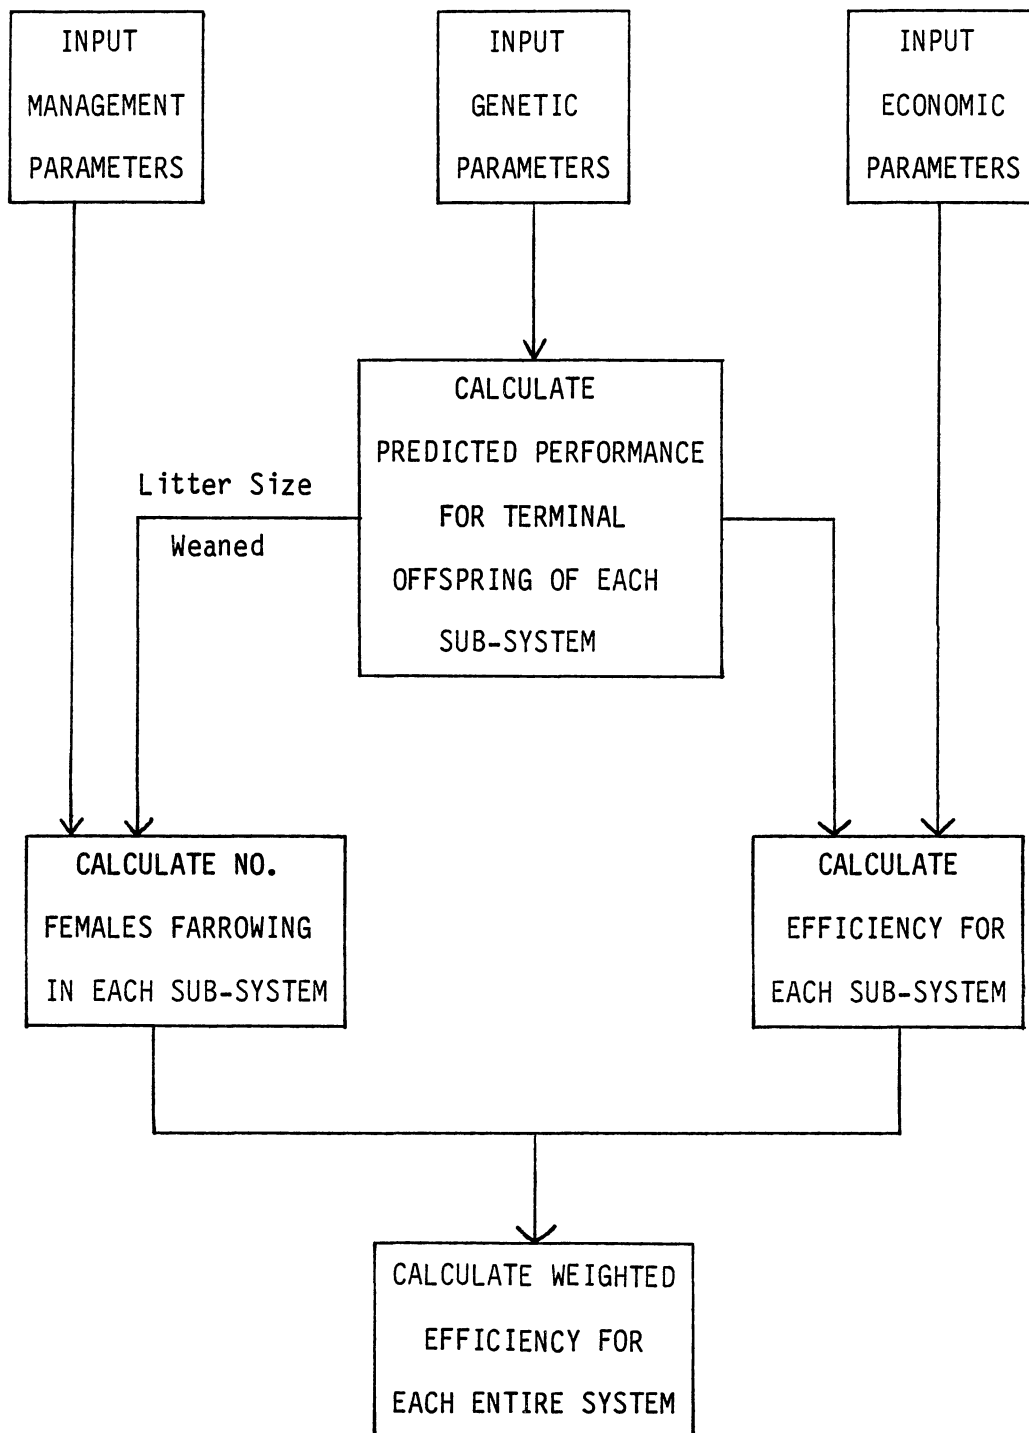 INPUT
MANAGEMENT
PARAMETERS
INPUT
GENETIC
PARAMETERS
INPUT
ECONOMIC
PARAMETERS
CALCULATE
PREDICTED PERFORMANCE
FOR TERMINAL
OFFSPRING OF EACH
SUB-SYSTEM
Litter Size
Weaned
CALCULATE NO.
FEMALES FARROWING
IN EACH SUB-SYSTEM
CALCULATE
EFFICIENCY FOR
EACH SUB-SYSTEM
CALCULATE WEIGHTED
EFFICIENCY FOR
EACH ENTIRE SYSTEM